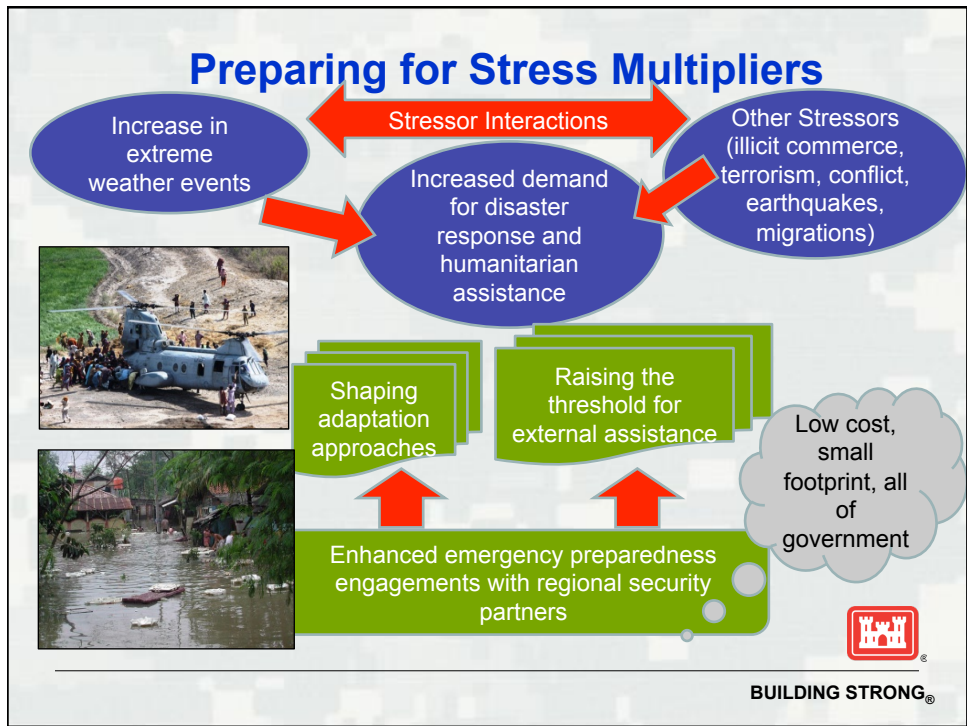 Preparing for Stress Multipliers
Increase in
extreme
weather events
Stressor Interactions
Other Stressors
(illicit commerce,
terrorism, conflict,
earthquakes,
migrations)
Increased demand
for disaster
response and
humanitarian
assistance
Shaping
adaptation
approaches
Raising the
threshold for
external assistance
Low cost,
small
footprint, all
of
government
Enhanced emergency preparedness
engagements with regional security
partners
®
BUILDING STRONG®